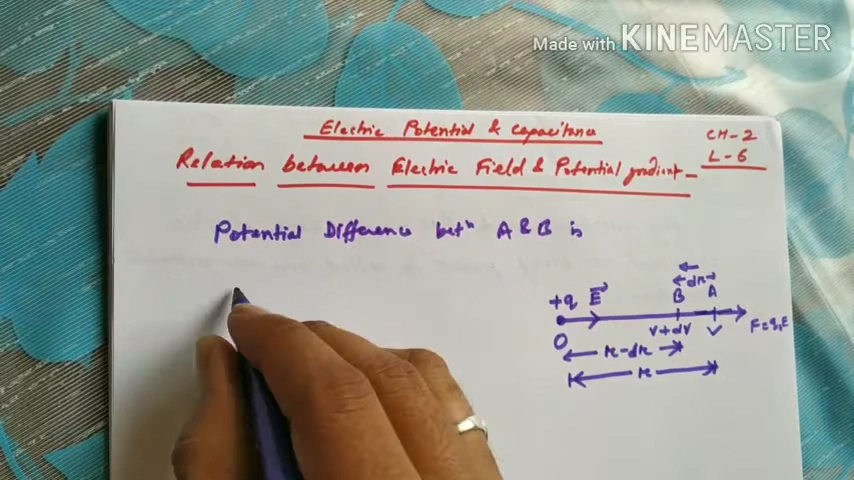 Made with KINEMASTER
Electric Potential & Capacitance
CH-2
L-6
Relation between Electric Field & Potential gradient -
Potential Difference betⁿ A & B is
dr
+q E B A
O V+dV V F=q₀E
r-dr
r